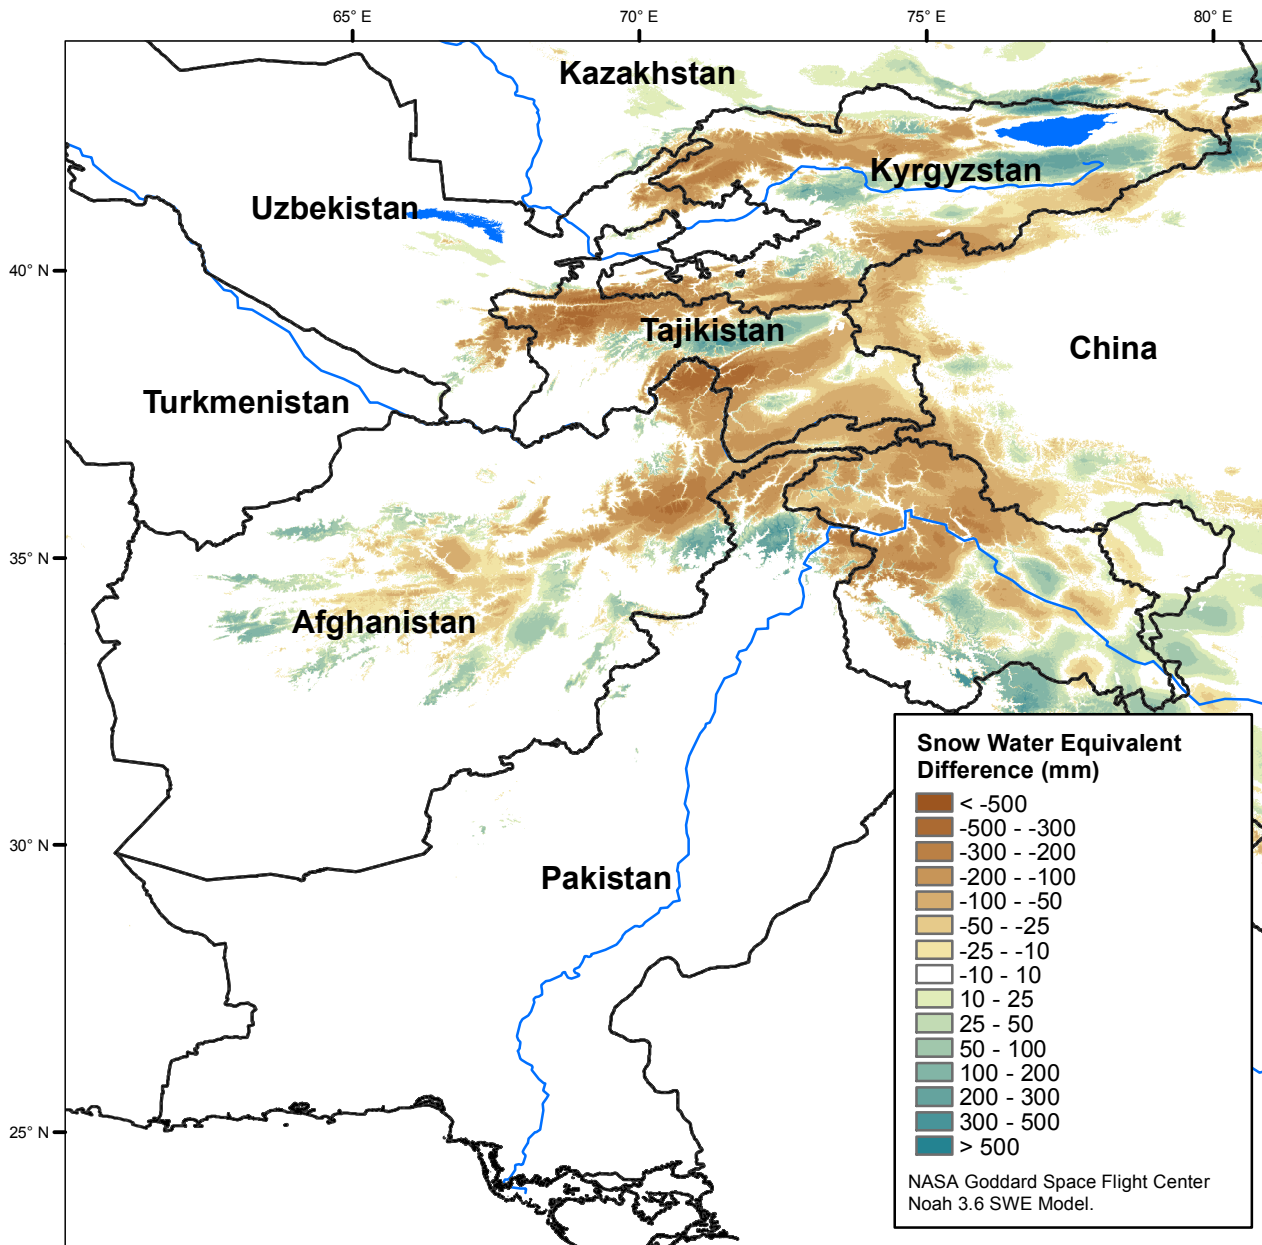 65° E
70° E
75° E
80° E
Kazakhstan
Kyrgyzstan
Uzbekistan
40° N
Tajikistan
China
Turkmenistan
35° N
Afghanistan
Snow Water Equivalent
Difference (mm)
< -500
-500 - -300
-300 - -200
-200 - -100
-100 - -50
-50 - -25
-25 - -10
-10 - 10
10 - 25
25 - 50
50 - 100
100 - 200
200 - 300
300 - 500
> 500
NASA Goddard Space Flight Center
Noah 3.6 SWE Model.
30° N
Pakistan
25° N